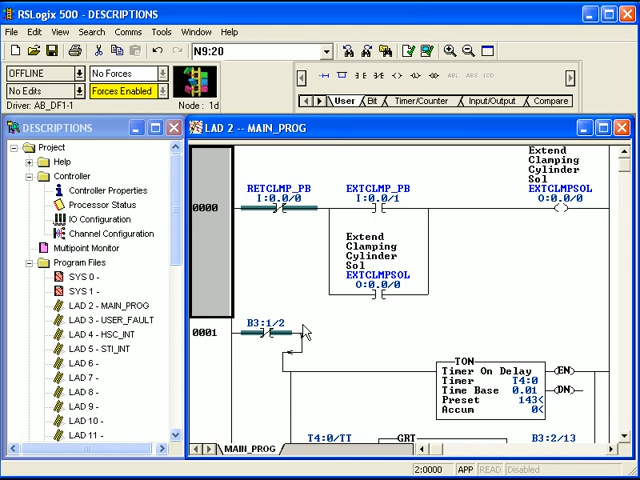 RSLogix 500 - DESCRIPTIONS
File Edit View Search Comms Tools Window Help
N9:20
OFFLINE No Forces
No Edits Forces Enabled
Driver: AB_DF1-1 Node : 1d
ABL ABS
User Bit Timer/Counter Input/Output Compare
DESCRIPTIONS
Project
Help
Controller
Controller Properties
Processor Status
IO Configuration
Channel Configuration
Multipoint Monitor
Program Files
SYS 0 -
SYS 1 -
LAD 2 - MAIN_PROG
LAD 3 - USER_FAULT
LAD 4 - HSC_INT
LAD 5 - STI_INT
LAD 6 -
LAD 7 -
LAD 8 -
LAD 9 -
LAD 10 -
LAD 11 -
LAD 2 -- MAIN_PROG
Extend
Clamping
Cylinder
Sol
RETCLMP_PB EXTCLMP_PB EXTCLMPSOL
I:0.0/0 I:0.0/1 O:0.0/0
0000
Extend
Clamping
Cylinder
Sol
EXTCLMPSOL
O:0.0/0
B3:1/2
0001
TON
Timer On Delay EN
Timer T4:0
Time Base 0.01 DN
Preset 143<
Accum 0<
T4:0/TT GRT B3:2/13
MAIN_PROG
2:0000 APP READ Disabled